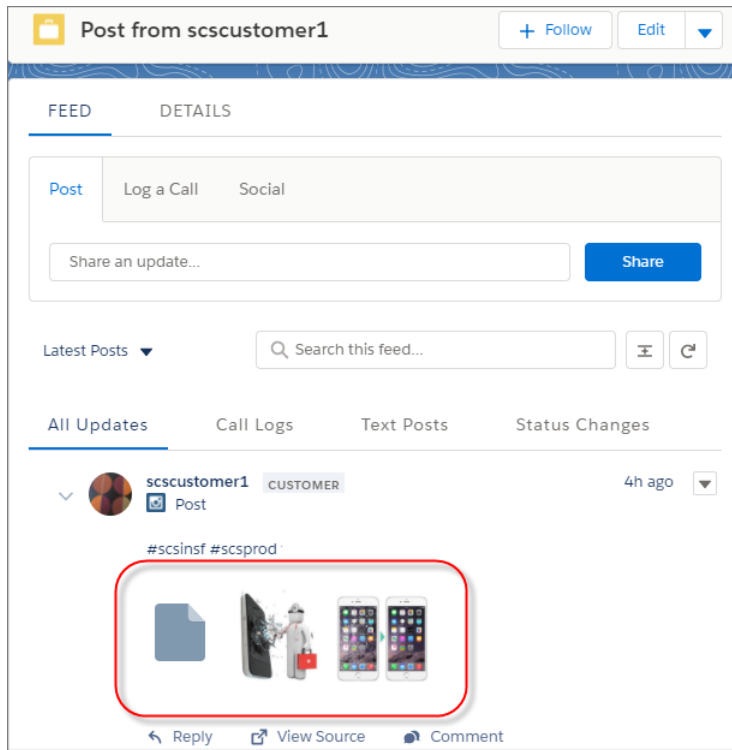 Post from scscustomer1
+ Follow
Edit
FEED
DETAILS
Post
Log a Call
Social
Share an update...
Share
Latest Posts
Search this feed...
All Updates
Call Logs
Text Posts
Status Changes
scscustomer1 CUSTOMER
4h ago
Post
#scsinsf #scsprod
Reply
View Source
Comment